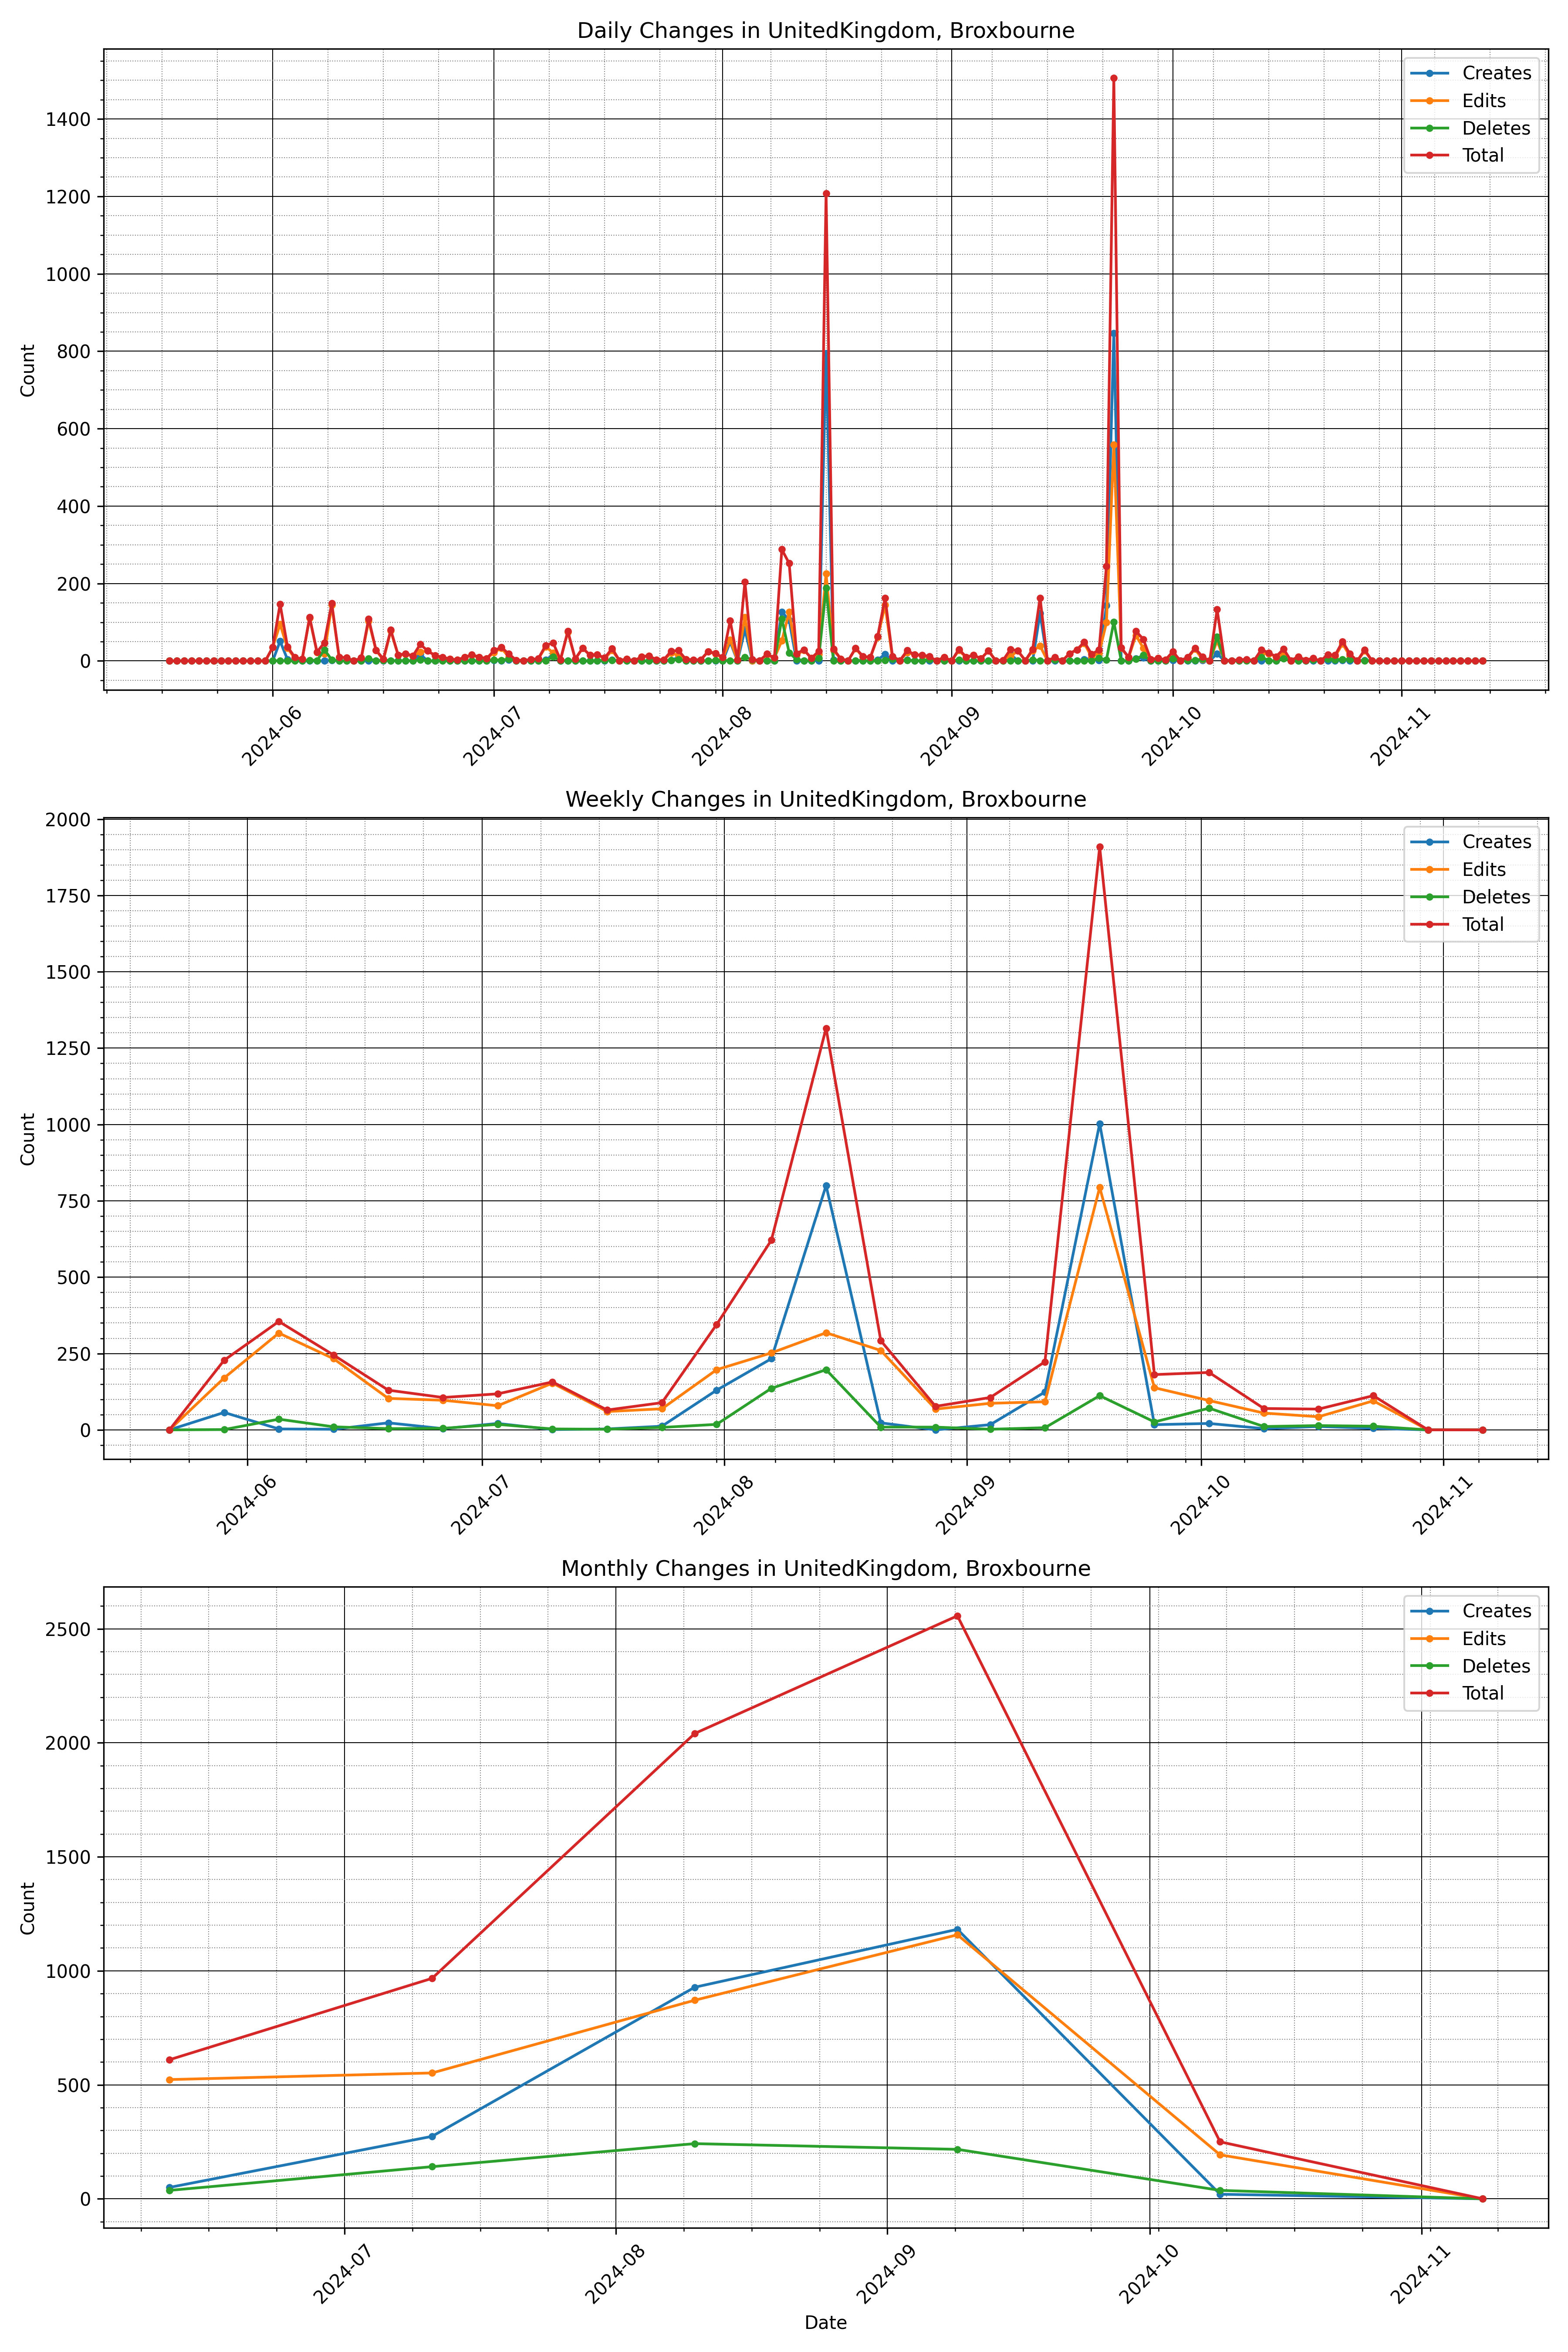 Daily Changes in UnitedKingdom, Broxbourne
Creates
Edits
Deletes
Total
1400
1200
1000
800
600
400
200
0
Count
2024-06
2024-07
2024-08
2024-09
2024-10
2024-11
Weekly Changes in UnitedKingdom, Broxbourne
Creates
Edits
Deletes
Total
2000
1750
1500
1250
1000
750
500
250
0
Count
2024-06
2024-07
2024-08
2024-09
2024-10
2024-11
Monthly Changes in UnitedKingdom, Broxbourne
Creates
Edits
Deletes
Total
2500
2000
1500
1000
500
0
Count
2024-07
2024-08
2024-09
2024-10
2024-11
Date